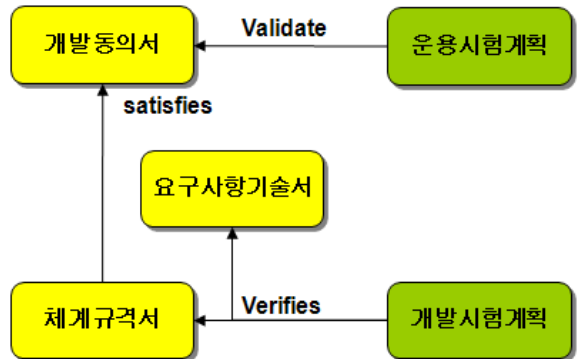 개발동의서
Validate
운용시험계획
satisfies
요구사항기술서
체계규격서
Verifies
개발시험계획